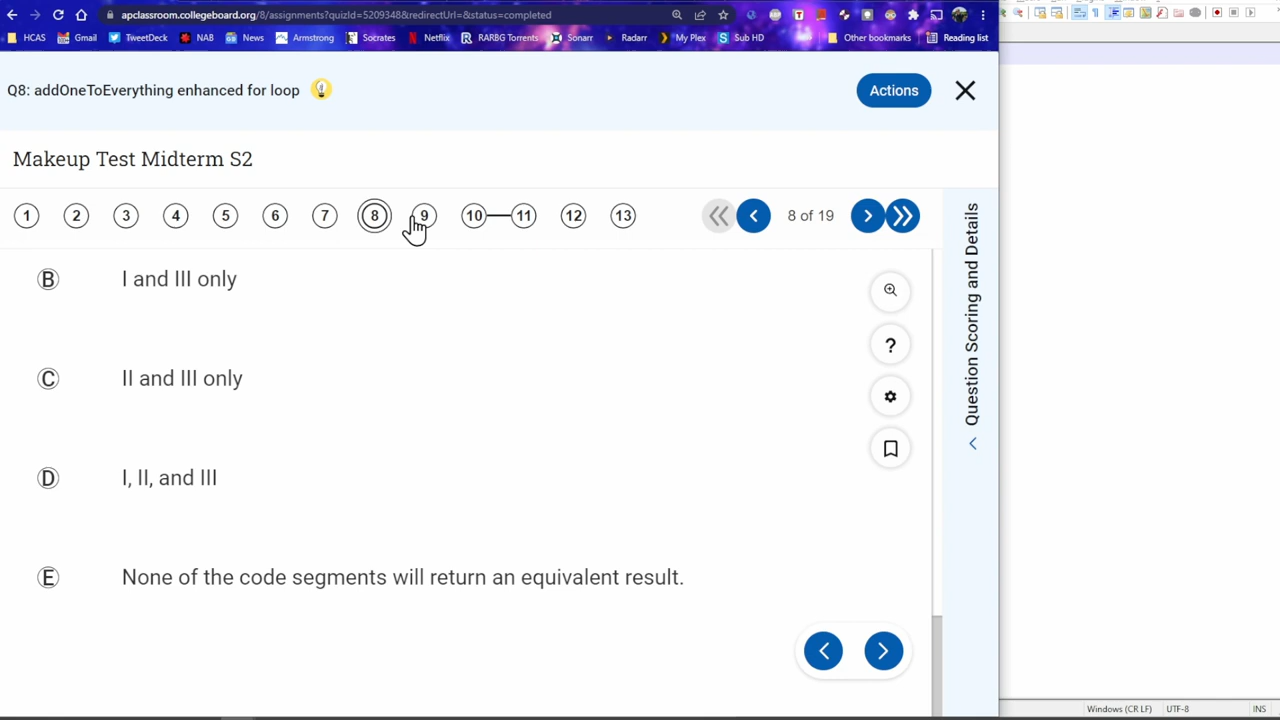 apclassroom.collegeboard.org/8/assignments?quizId=5209348&redirectUrl=&status=completed
HCAS Gmail TweetDeck NAB News Armstrong Socrates Netflix RARBG Torrents Sonarr Radarr My Plex Sub HD Other bookmarks Reading list
Q8: addOneToEverything enhanced for loop
Actions
Makeup Test Midterm S2
1 2 3 4 5 6 7 8 9 10 11 12 13 8 of 19
B I and III only
C II and III only
D I, II, and III
E None of the code segments will return an equivalent result.
?
Question Scoring and Details
Windows (CR LF) UTF-8 INS